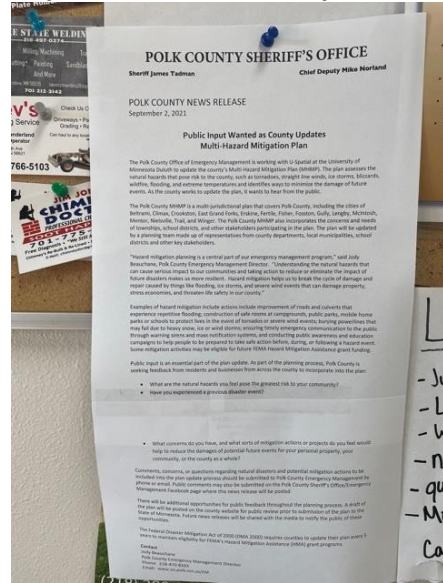 Plate
E STATE WELDIN
218 497 0274
Milling/Machining
Painting
And More
701 213 2142
V's
g Service
Check Us O
766-5103
JIM JO
CHIM
DOC
POLK COUNTY SHERIFF'S OFFICE
Sheriff James Tadman
Chief Deputy Mike Norland
POLK COUNTY NEWS RELEASE
September 2, 2021
Public Input Wanted as County Updates
Multi-Hazard Mitigation Plan
The Polk County Office of Emergency Management is working with U-Spatial at the University of
Minnesota Duluth to update the county's Multi-Hazard Mitigation Plan (MHMP). The plan assesses the
natural hazards that pose risk to the county, such as tornadoes, straight line winds, ice storms, blizzards,
wildfire, flooding, and extreme temperatures and identifies ways to minimize the damage of future
events. As the county works to update the plan, it wants to hear from the public.
The Polk County MHMP is a multi-jurisdictional plan that covers Polk County, including the cities of
Beltrami, Climax, Crookston, East Grand Forks, Erskine, Fertile, Fisher, Fosston, Gully, Lengby, McIntosh,
Mentor, Nielsville, Trail, and Winger. The Polk County MHMP also incorporates the concerns and needs
of townships, school districts, and other stakeholders participating in the plan. The plan will be updated
by a planning team made up of representatives from county departments, local municipalities, school
districts and other key stakeholders.
"Hazard mitigation planning is a central part of our emergency management program," said Jody
Beauchane, Polk County Emergency Management Director. "Understanding the natural hazards that
can cause serious impact to our communities and taking action to reduce or eliminate the impact of
future disasters makes us more resilient. Hazard mitigation helps us to break the cycle of damage and
repair caused by things like flooding, ice storms, and severe wind events that can damage property,
stress economies, and threaten life safety in our county."
Examples of hazard mitigation actions include actions include improvement of roads and culverts that
experience repetitive flooding; construction of safe rooms at campgrounds, public parks, mobile home
parks or schools to protect lives in the event of tornados or severe wind events; burying powerlines that
may fail due to heavy snow, ice or wind storms; ensuring timely emergency communication to the public
through warning sirens and mass notification systems, and conducting public awareness and education
campaigns to help people to be prepared to take safe action before, during, or following a hazard event.
Some mitigation activities may be eligible for future FEMA Hazard Mitigation Assistance grant funding.
Public input is an essential part of the plan update. As part of the planning process, Polk County is
seeking feedback from residents and businesses from across the county to incorporate into the plan:
• What are the natural hazards you feel pose the greatest risk to your community?
• Have you experienced a previous disaster event?
• What concerns do you have, and what sorts of mitigation actions or projects do you feel would
help to reduce the damages of potential future events for your personal property, your
community, or the county as a whole?
Comments, concerns, or questions regarding natural disasters and potential mitigation actions to be
included into the plan update process should be submitted to Polk County Emergency Management by
phone or email. Public comments may also be submitted on the Polk County Sheriff's Office/Emergency
Management Facebook page where this news release will be posted.
There will be additional opportunities for public feedback throughout the planning process. A draft of
the plan will be posted on the county website for public review prior to submission of the plan to the
State of Minnesota. Future news releases will be shared with the media to notify the public of these
opportunities.
The Federal Disaster Mitigation Act of 2000 (DMA 2000) requires counties to update their plan every 5
years to maintain eligibility for FEMA's Hazard Mitigation Assistance (HMA) grant programs.
Contact
Jody Beauchane
Polk County Emergency Management Director
Phone:
Email: